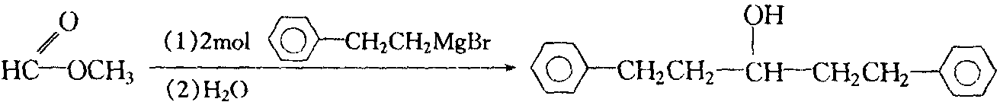 O
HC—OCH₃
(1)2mol —CH₂CH₂MgBr
(2)H₂O
OH
—CH₂CH₂—CH—CH₂CH₂—